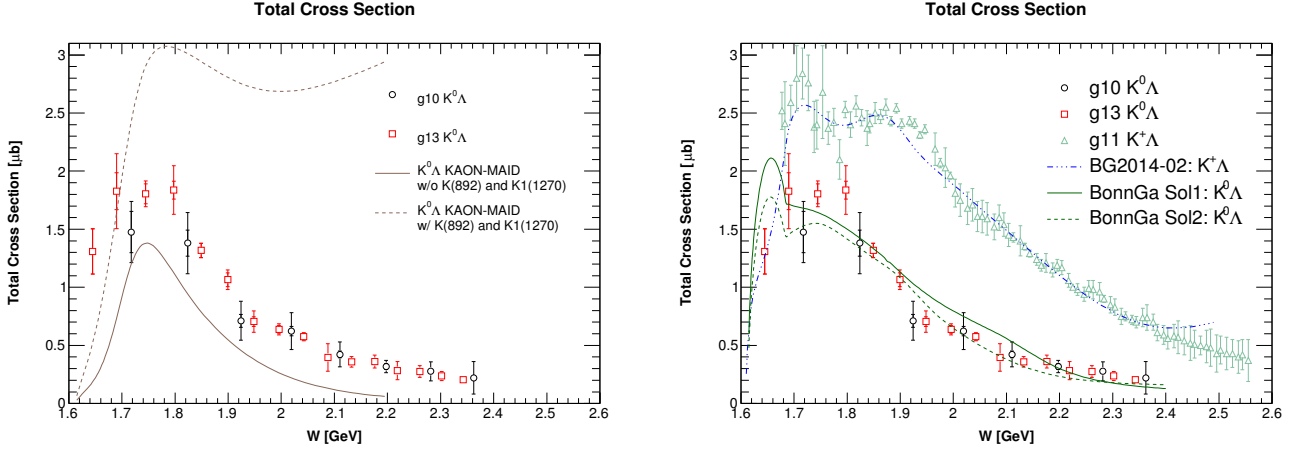 Total Cross Section
Total Cross Section [μb]
3
2.5
2
1.5
1
0.5
0
g10 K⁰Λ
g13 K⁰Λ
K⁰Λ KAON-MAID
w/o K(892) and K1(1270)
K⁰Λ KAON-MAID
w/ K(892) and K1(1270)
1.6 1.7 1.8 1.9 2 2.1 2.2 2.3 2.4 2.5 2.6
W [GeV]
Total Cross Section
Total Cross Section [μb]
3
2.5
2
1.5
1
0.5
0
g10 K⁰Λ
g13 K⁰Λ
g11 K⁺Λ
BG2014-02: K⁺Λ
BonnGa Sol1: K⁰Λ
BonnGa Sol2: K⁰Λ
1.6 1.7 1.8 1.9 2 2.1 2.2 2.3 2.4 2.5 2.6
W [GeV]